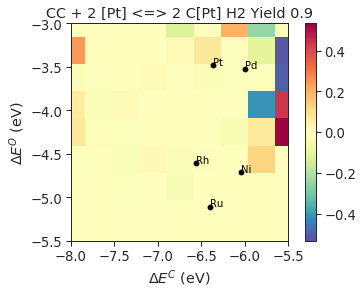 CC + 2 [Pt] <=> 2 C[Pt] H2 Yield 0.9
−3.0
−3.5
−4.0
−4.5
−5.0
−5.5
ΔE^O (eV)
Pt
Pd
Rh
Ni
Ru
−8.0 −7.5 −7.0 −6.5 −6.0 −5.5
ΔE^C (eV)
0.4
0.2
0.0
−0.2
−0.4